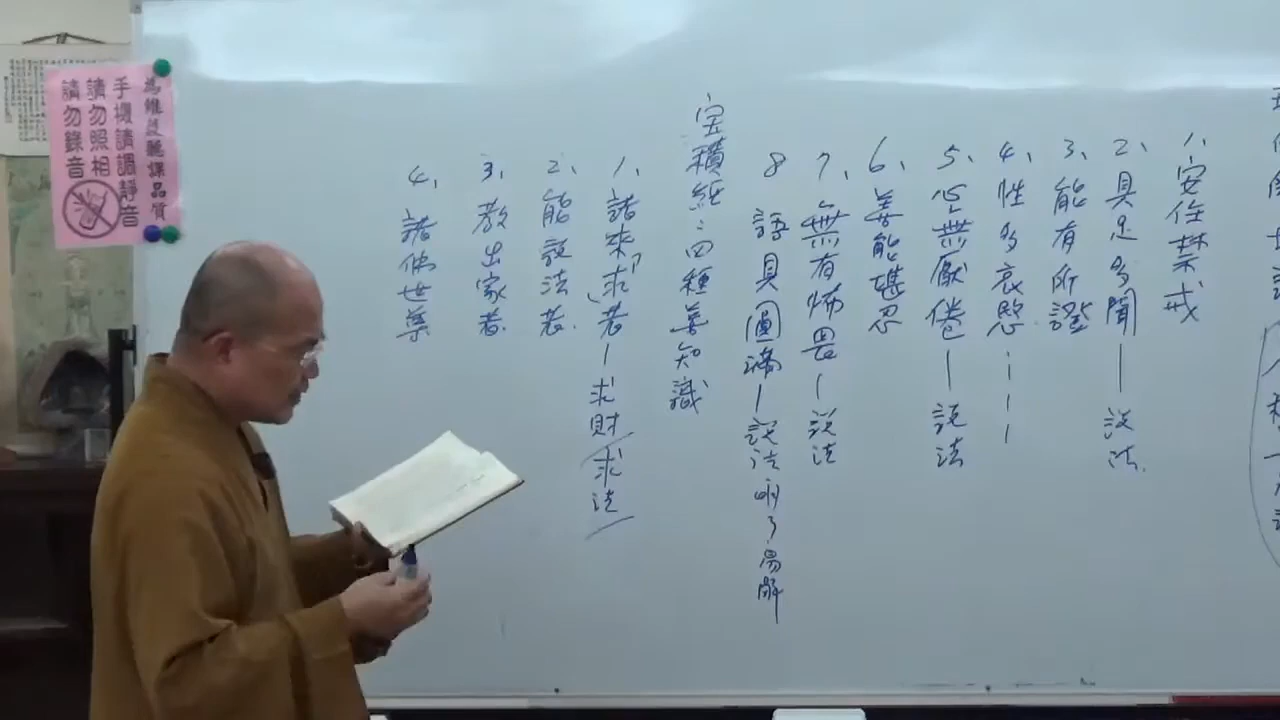 1、安住禁戒
2、具足多聞－說法
3、能有所證
4、性多哀愍
5、心無厭倦－說法
6、善能堪忍
7、無有怖畏－說法
8 語具圓滿－說法明了易解
宝積経：四種善知識
1、諸來「求」者－求財
求法
2、能説法者
3、教出家者
4、諸佛世尊
為維護聽課品質
手機請調靜音
請勿照相
請勿錄音